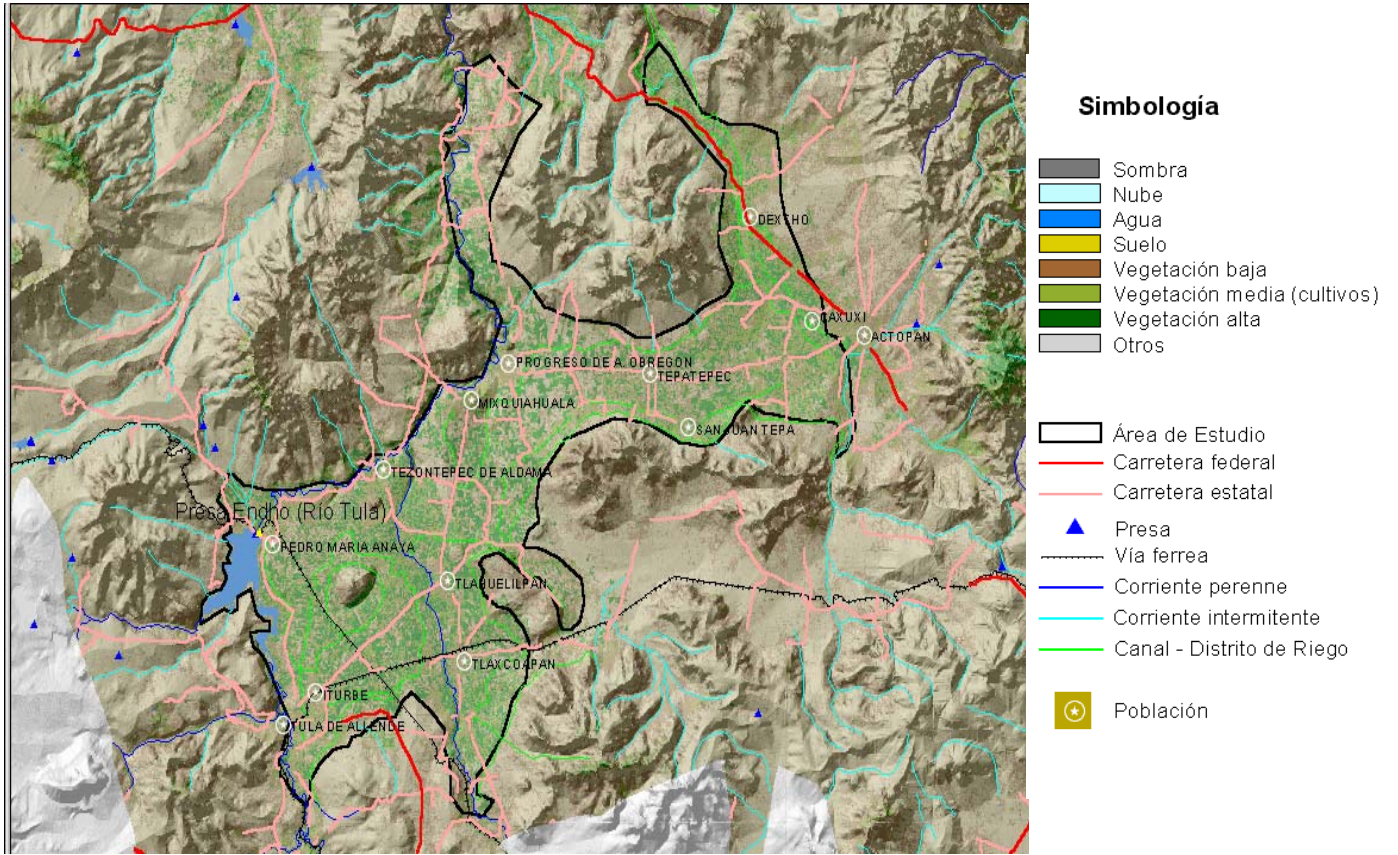 DEXTHO
CAXUXI
ACTOPAN
PROGRESO DE A. OBREGON
TEPATEPEC
MIXQUIAHUALA
SAN JUAN TEPA
TEZONTEPEC DE ALDAMA
Presa Endho (Río Tula)
PEDRO MARIA ANAYA
TLAHUELILPAN
TLAXCOAPAN
ITURBE
TULA DE ALLENDE
Simbología
Sombra
Nube
Agua
Suelo
Vegetación baja
Vegetación media (cultivos)
Vegetación alta
Otros
Área de Estudio
Carretera federal
Carretera estatal
Presa
Vía ferrea
Corriente perenne
Corriente intermitente
Canal - Distrito de Riego
Población